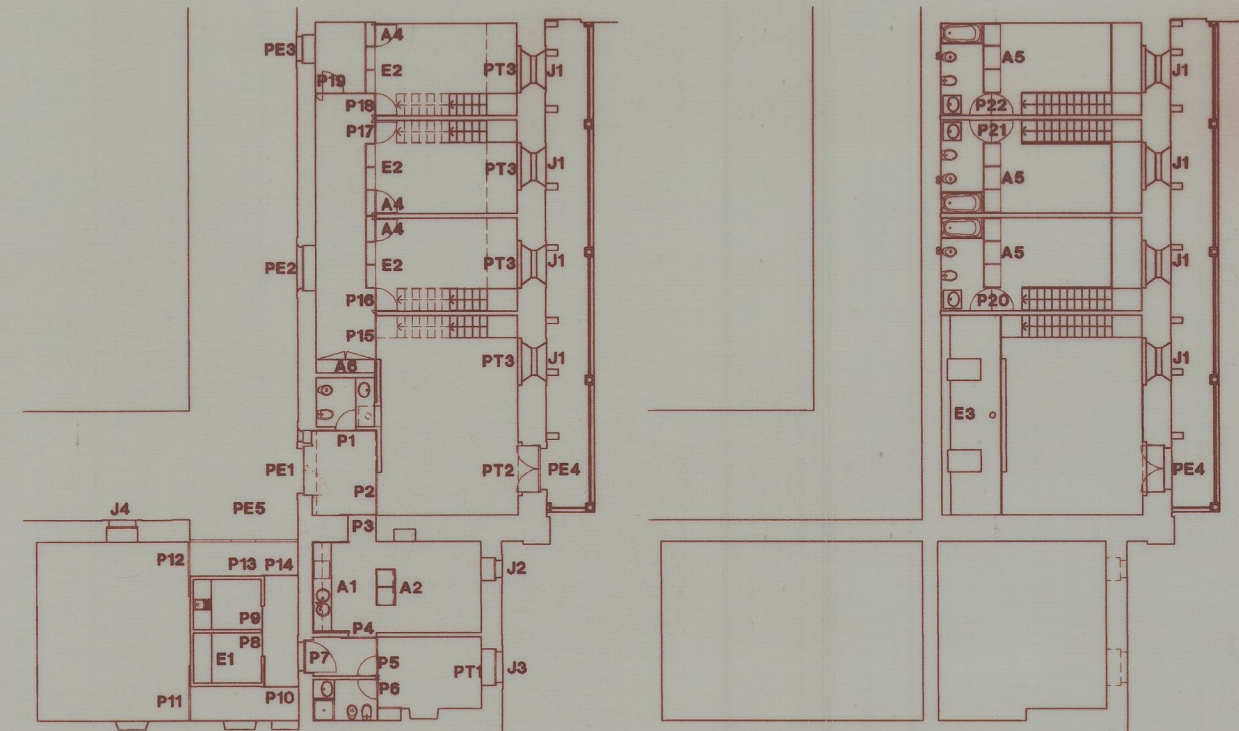 A4
PE3 E2 PT3 J1
P19
P18
P17
E2 PT3 J1
A4
A4
PE2 E2 PT3 J1
P16
P15
A6 PT3 J1
P1
PE1 PT2 PE4
P2
J4 PE5 P3
P12 P13 P14 J2
A1 A2
P9
P4
P8
E1 P7 P5 PT1 J3
P6
P11 P10
A5 J1
P22
P21
A5 J1
A5 J1
P20
J1
E3
PE4